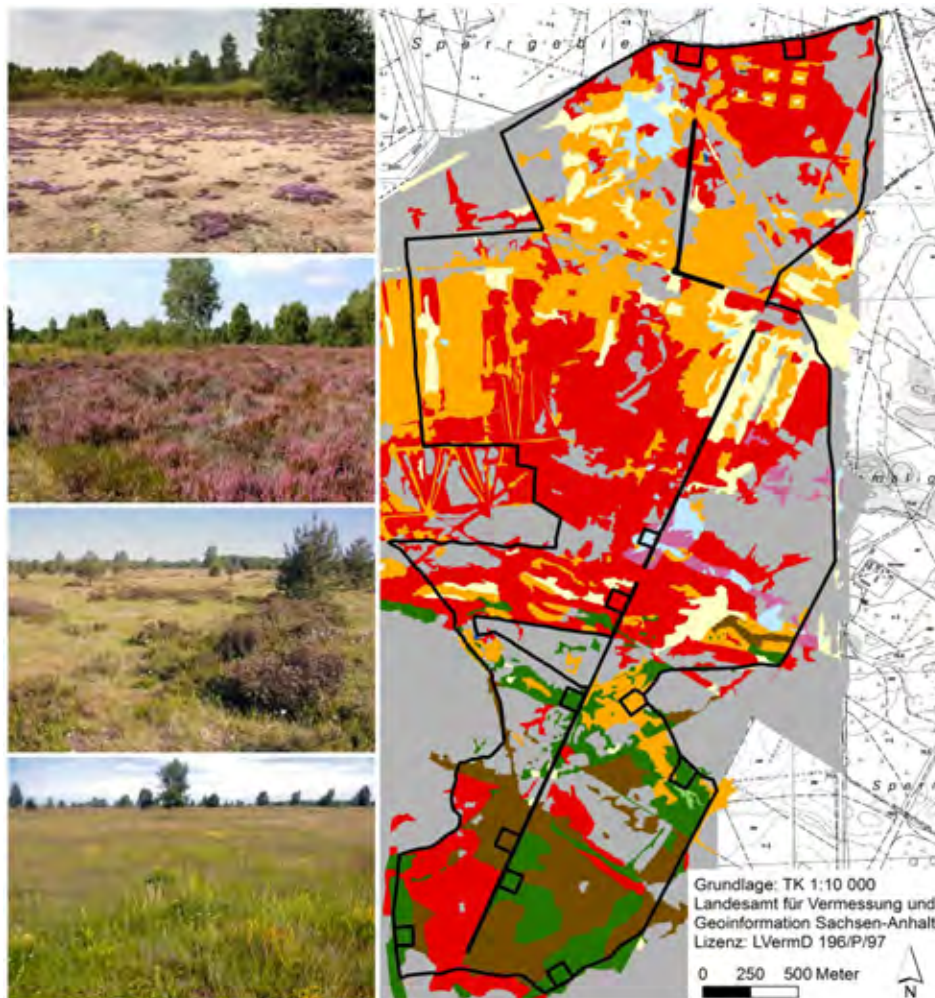 S p e r r g e b i e
Grundlage: TK 1:10 000
Landesamt für Vermessung und
Geoinformation Sachsen-Anhalt
Lizenz: LVermD 196/P/97
0 250 500 Meter
N